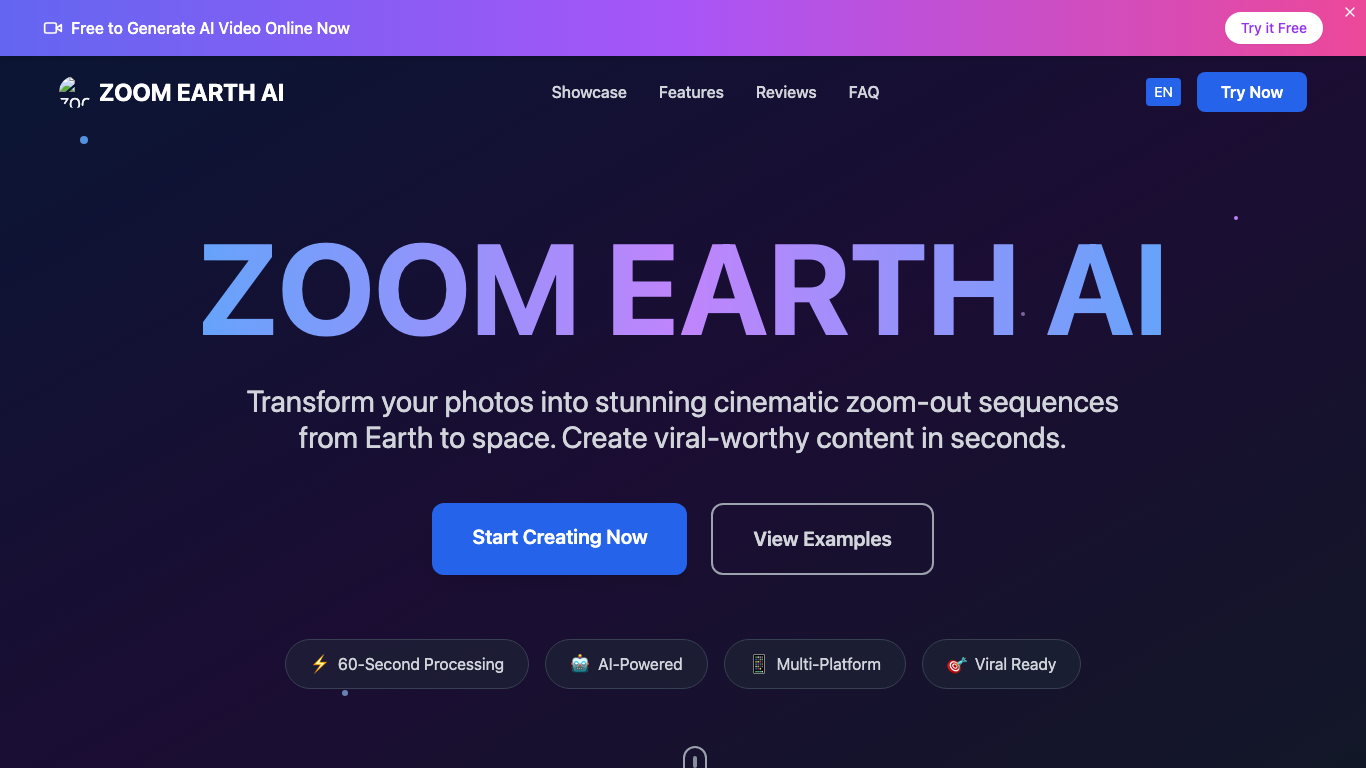 Free to Generate AI Video Online Now
Try it Free
ZOOM EARTH AI
Showcase
Features
Reviews
FAQ
EN
Try Now
ZOOM EARTH AI
Transform your photos into stunning cinematic zoom-out sequences
from Earth to space. Create viral-worthy content in seconds.
Start Creating Now
View Examples
⚡ 60-Second Processing
🤖 AI-Powered
📱 Multi-Platform
🎯 Viral Ready